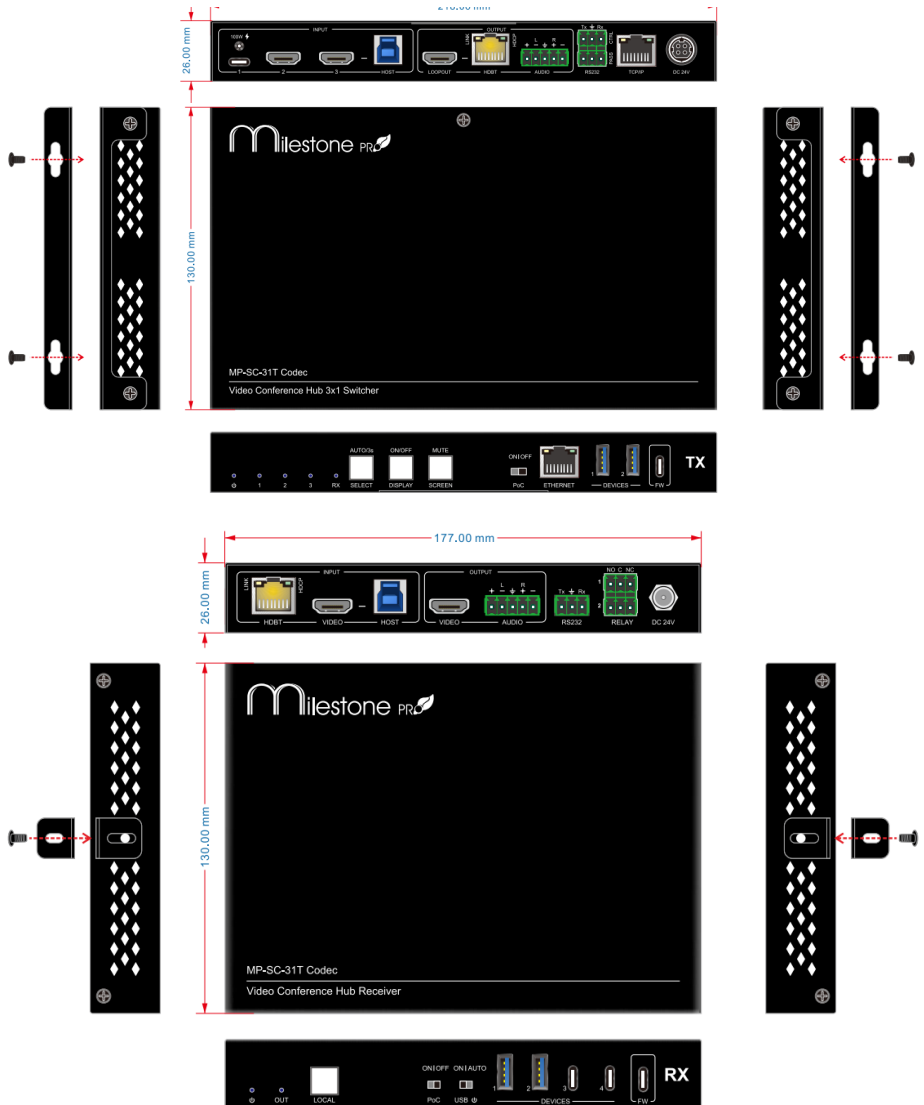 INPUT OUTPUT
100W LINK HDCP L R Tx Rx CTRL
+ - + - PASS
1 2 3 HOST LOOPOUT HDBT AUDIO RS232 TCP/IP DC 24V
26.00 mm
130.00 mm
Milestone PRO
MP-SC-31T Codec
Video Conference Hub 3x1 Switcher
AUTO/3s ON/OFF MUTE ON|OFF TX
1 2 3 RX SELECT DISPLAY SCREEN PoC ETHERNET 1 2 DEVICES FW
177.00 mm
26.00 mm
INPUT OUTPUT NO C NC
LINK HDCP L R Tx Rx 1
+ - + - 2
HDBT VIDEO HOST VIDEO AUDIO RS232 RELAY DC 24V
130.00 mm
Milestone PRO
MP-SC-31T Codec
Video Conference Hub Receiver
ON|OFF ON|AUTO RX
OUT LOCAL PoC USB 1 2 3 4 DEVICES FW